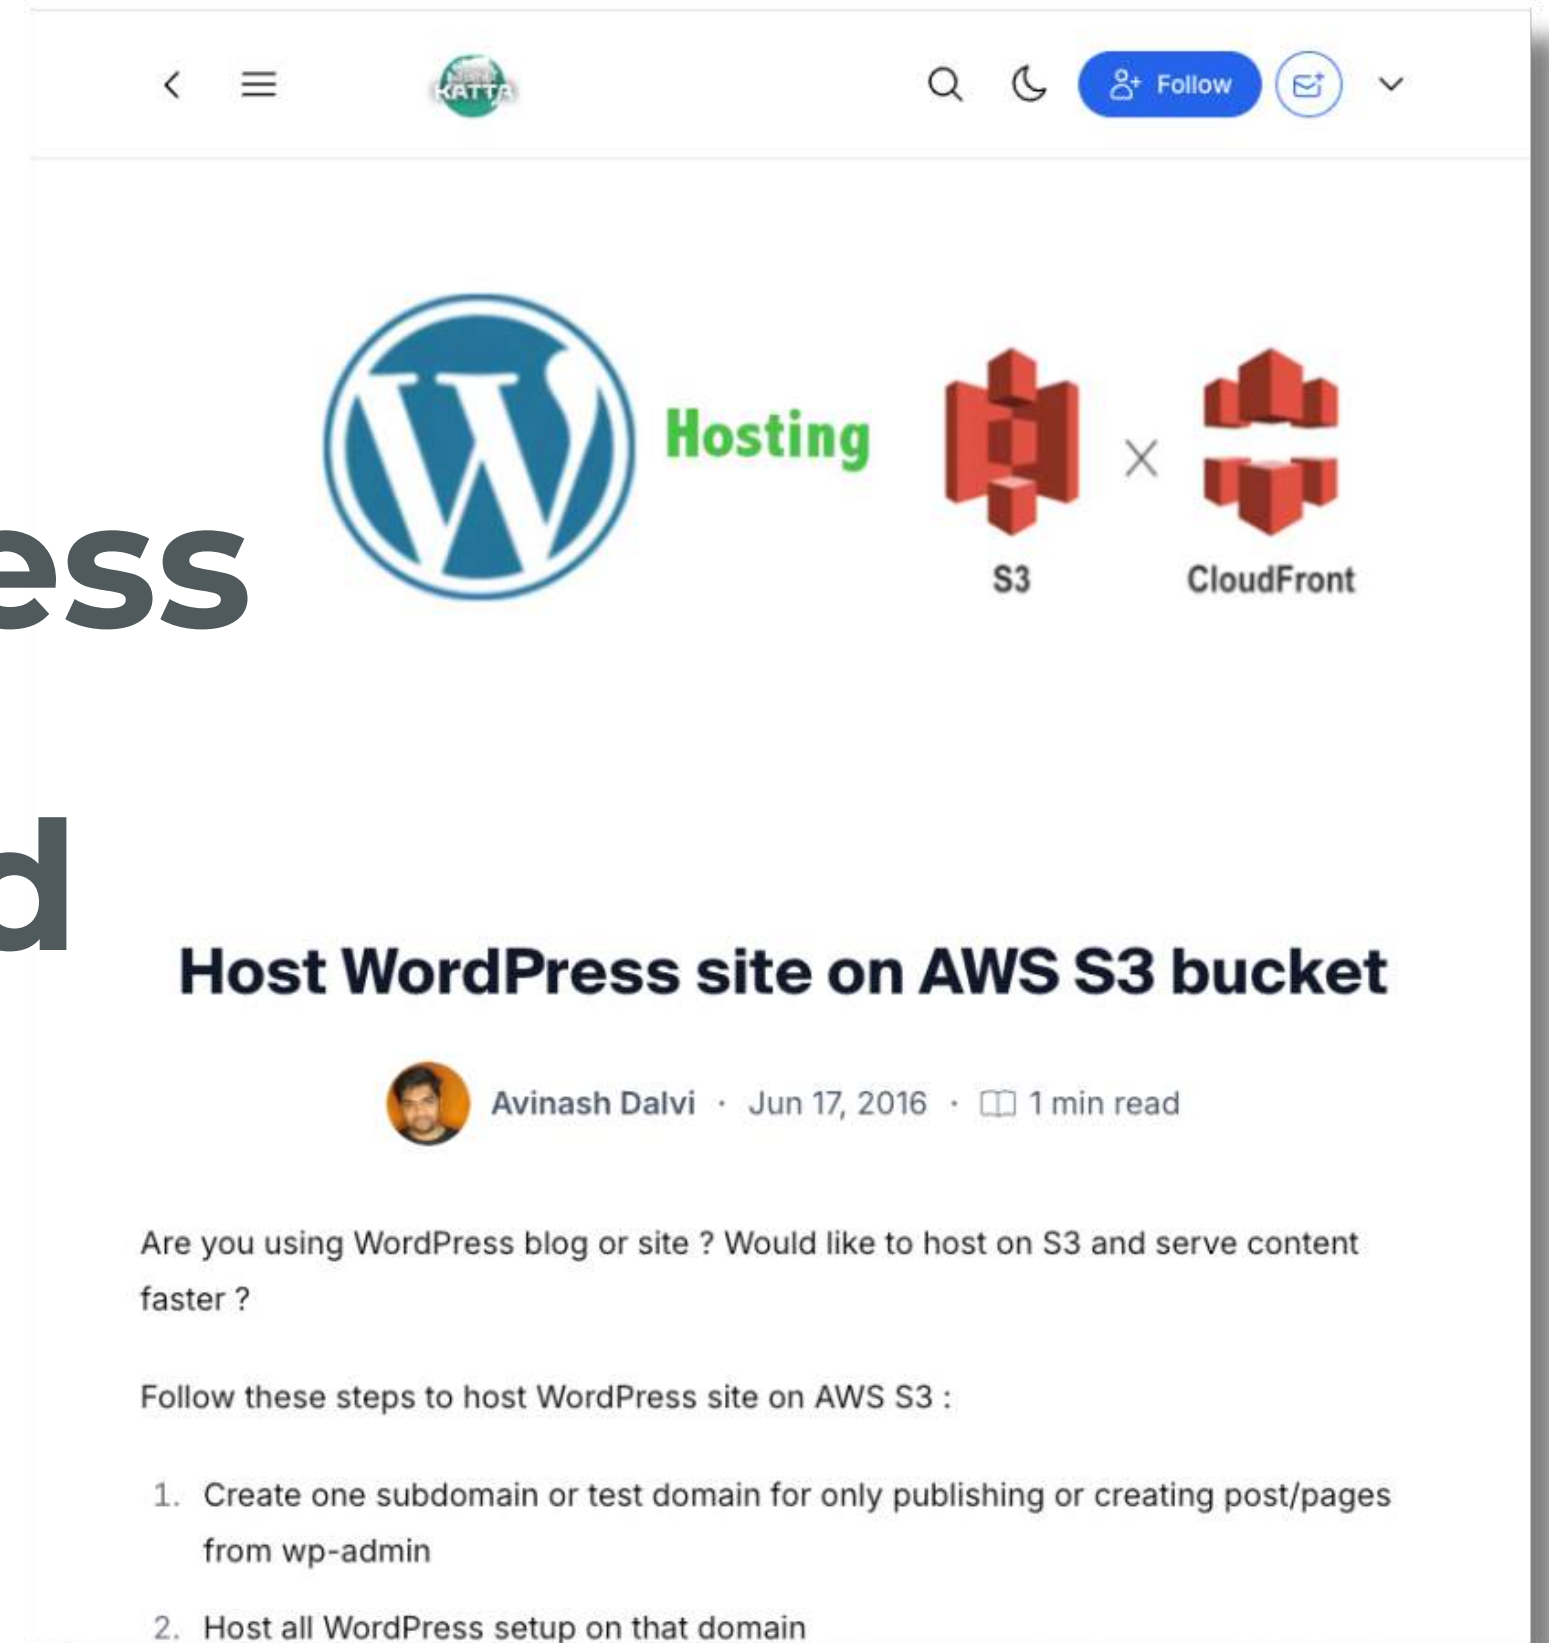 KATTA
Follow
Hosting
S3
CloudFront
ess
d
Host WordPress site on AWS S3 bucket
Avinash Dalvi · Jun 17, 2016 · 1 min read
Are you using WordPress blog or site ? Would like to host on S3 and serve content
faster ?
Follow these steps to host WordPress site on AWS S3 :
1. Create one subdomain or test domain for only publishing or creating post/pages
from wp-admin
2. Host all WordPress setup on that domain